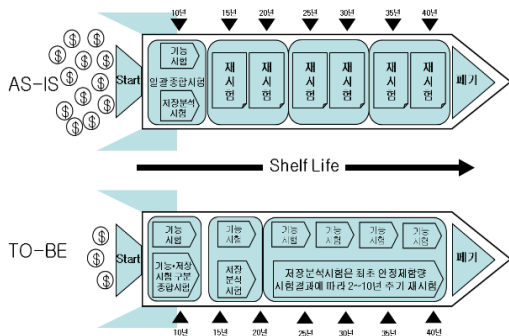 10년 15년 20년 25년 30년 35년 40년
AS-IS
Start
기능
시험
일괄종합시험
저장분석시험
재
시
험
재
시
험
재
시
험
재
시
험
재
시
험
재
시
험
폐기
Shelf Life
TO-BE
Start
기능
시험
기능•저장
시험 구분
종합시험
기능
시험
저장
분석
시험
기능
시험
기능
시험
기능
시험
기능
시험
저장분석시험은 최초 안정제함량
시험결과에 따라 2~10년 주기 재시험
폐기
10년 15년 20년 25년 30년 35년 40년